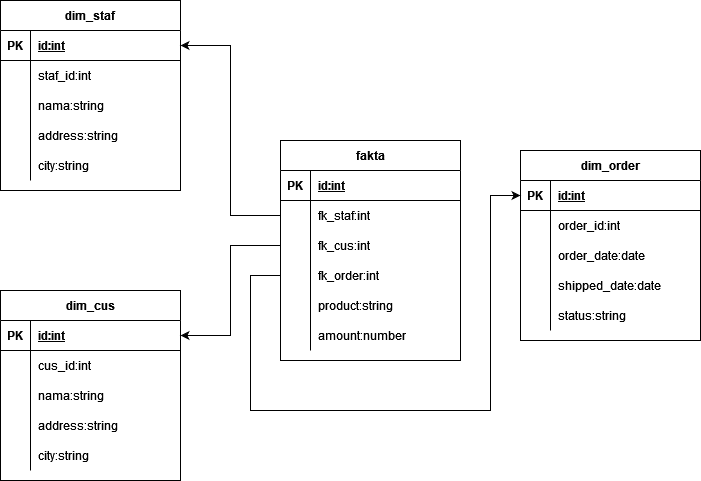 dim_staf
PK id:int
staf_id:int
nama:string
address:string
city:string
fakta
PK id:int
fk_staf:int
fk_cus:int
fk_order:int
product:string
amount:number
dim_order
PK id:int
order_id:int
order_date:date
shipped_date:date
status:string
dim_cus
PK id:int
cus_id:int
nama:string
address:string
city:string